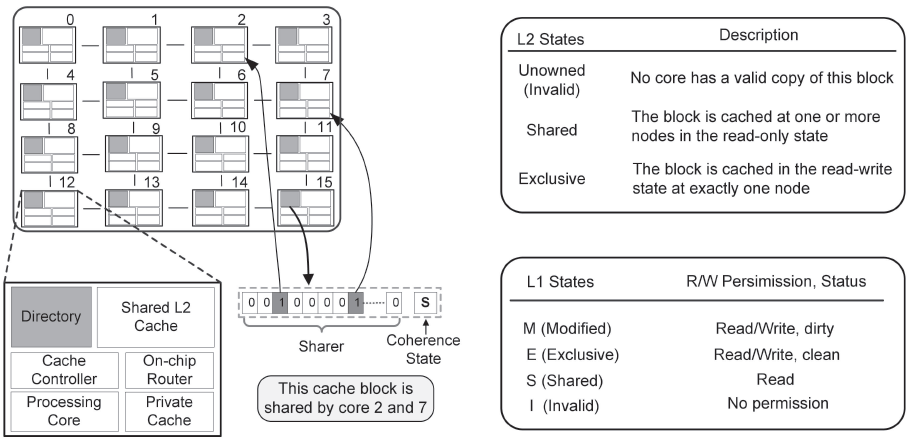 0 1 2 3
4 5 6 7
8 9 10 11
12 13 14 15
0 0 1 0 0 0 0 1 ...... 0 S
Sharer
Coherence
State
This cache block is
shared by core 2 and 7
Directory
Shared L2
Cache
Cache
Controller
On-chip
Router
Processing
Core
Private
Cache
L2 States Description
Unowned
(Invalid)
No core has a valid copy of this block
Shared
The block is cached at one or more
nodes in the read-only state
Exclusive
The block is cached in the read-write
state at exactly one node
L1 States R/W Persimission, Status
M (Modified) Read/Write, dirty
E (Exclusive) Read/Write, clean
S (Shared) Read
I (Invalid) No permission